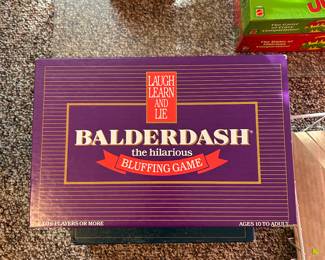 LAUGH
LEARN
AND
LIE
BALDERDASH
the hilarious
BLUFFING GAME
PLAYERS OR MORE
AGES 10 TO ADULT